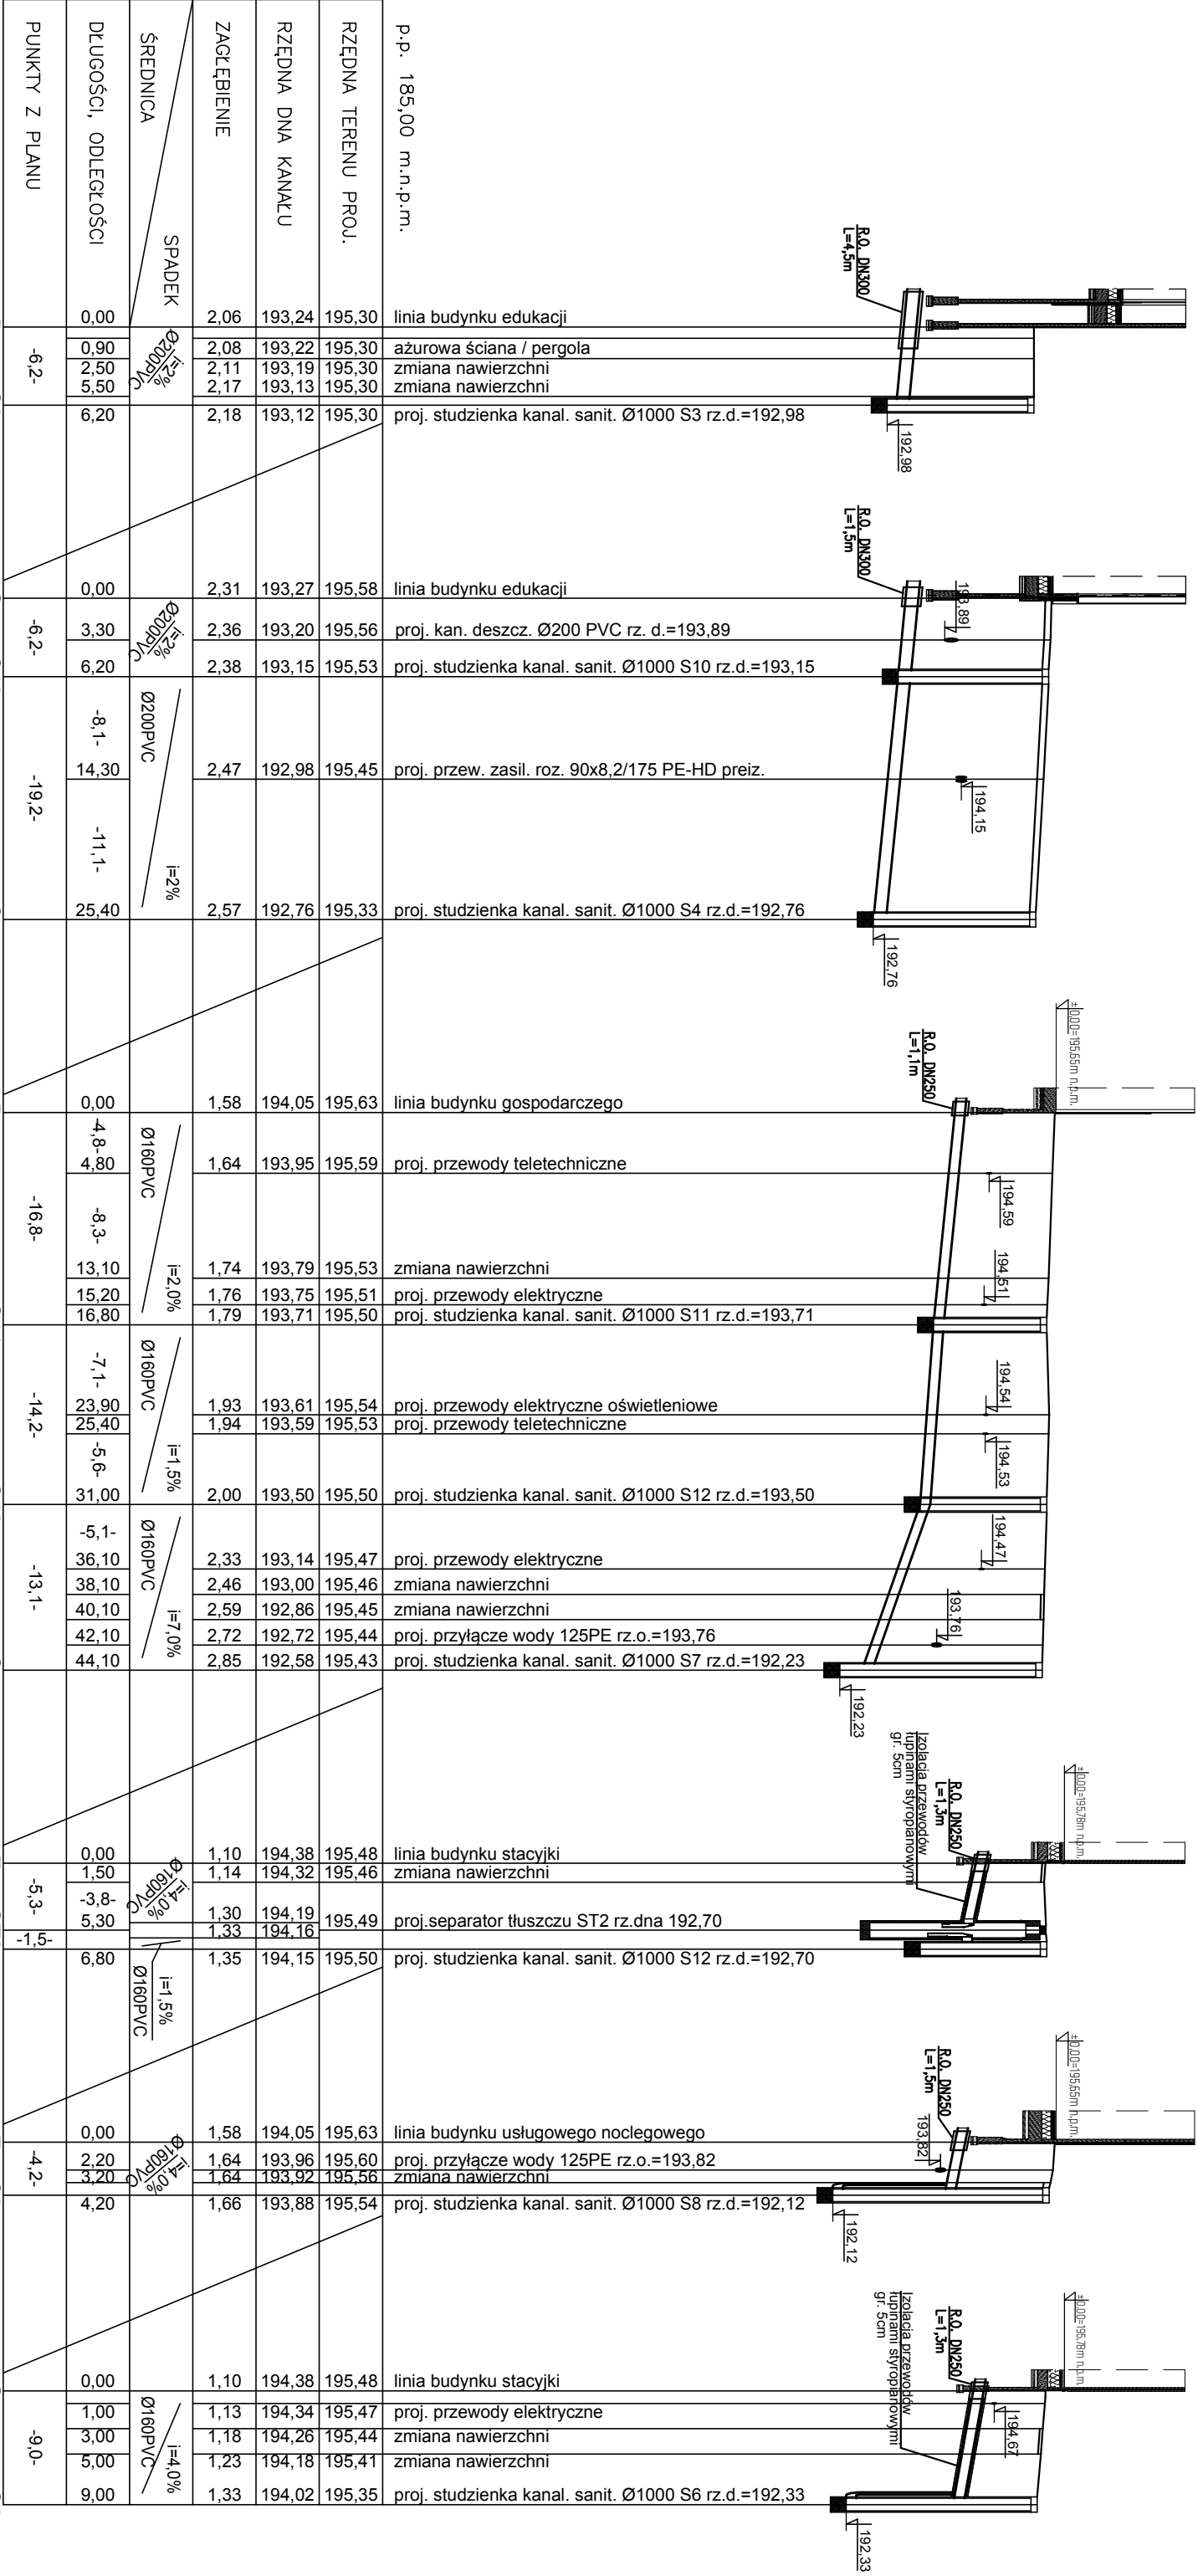 p.p. 185,00 m.n.p.m.
RZĘDNA TERENU PROJ.
RZĘDNA DNA KANAŁU
ZAGŁĘBIENIE
ŚREDNICA
SPADEK
DŁUGOŚCI, ODLEGŁOŚCI
PUNKTY Z PLANU
R.O. DN300
L=4,5m
192,98
0,00 2,06 193,24 195,30 linia budynku edukacji
0,90 2,08 193,22 195,30 ażurowa ściana / pergola
2,50 2,11 193,19 195,30 zmiana nawierzchni
5,50 2,17 193,13 195,30 zmiana nawierzchni
6,20 2,18 193,12 195,30 proj. studzienka kanal. sanit. Ø1000 S3 rz.d.=192,98
-6,2-
Ø200PVC
i=2%
R.O. DN300
L=1,5m
193,89
194,15
192,76
0,00 2,31 193,27 195,58 linia budynku edukacji
3,30 2,36 193,20 195,56 proj. kan. deszcz. Ø200 PVC rz. d.=193,89
6,20 2,38 193,15 195,53 proj. studzienka kanal. sanit. Ø1000 S10 rz.d.=193,15
-8,1-
14,30 2,47 192,98 195,45 proj. przew. zasil. roz. 90x8,2/175 PE-HD preiz.
-11,1-
25,40 2,57 192,76 195,33 proj. studzienka kanal. sanit. Ø1000 S4 rz.d.=192,76
-6,2-
Ø200PVC
i=2%
-19,2-
Ø200PVC
i=2%
±0,00=195,65m n.p.m.
R.O. DN250
L=1,1m
194,59
194,51
194,54
194,53
194,47
193,76
192,23
0,00 1,58 194,05 195,63 linia budynku gospodarczego
-4,8-
4,80 1,64 193,95 195,59 proj. przewody teletechniczne
-8,3-
13,10 1,74 193,79 195,53 zmiana nawierzchni
15,20 1,76 193,75 195,51 proj. przewody elektryczne
16,80 1,79 193,71 195,50 proj. studzienka kanal. sanit. Ø1000 S11 rz.d.=193,71
-7,1-
23,90 1,93 193,61 195,54 proj. przewody elektryczne oświetleniowe
25,40 1,94 193,59 195,53 proj. przewody teletechniczne
-5,6-
31,00 2,00 193,50 195,50 proj. studzienka kanal. sanit. Ø1000 S12 rz.d.=193,50
-5,1-
36,10 2,33 193,14 195,47 proj. przewody elektryczne
38,10 2,46 193,00 195,46 zmiana nawierzchni
40,10 2,59 192,86 195,45 zmiana nawierzchni
42,10 2,72 192,72 195,44 proj. przyłącze wody 125PE rz.o.=193,76
44,10 2,85 192,58 195,43 proj. studzienka kanal. sanit. Ø1000 S7 rz.d.=192,23
-16,8-
Ø160PVC
i=2,0%
-14,2-
Ø160PVC
i=1,5%
-13,1-
Ø160PVC
i=7,0%
±0,00=195,78m n.p.m.
R.O. DN250
L=1,3m
Izolacja przewodów
łupinami styropianowymi
gr. 5cm
0,00 1,10 194,38 195,48 linia budynku stacyjki
1,50 1,14 194,32 195,46 zmiana nawierzchni
-3,8-
5,30 1,30 194,19 195,49 proj.separator tłuszczu ST2 rz.dna 192,70
1,33 194,16
6,80 1,35 194,15 195,50 proj. studzienka kanal. sanit. Ø1000 S12 rz.d.=192,70
-5,3-
Ø160PVC
i=4,0%
-1,5-
i=1,5%
Ø160PVC
±0,00=195,65m n.p.m.
R.O. DN250
L=1,5m
193,82
192,12
0,00 1,58 194,05 195,63 linia budynku usługowego noclegowego
2,20 1,64 193,96 195,60 proj. przyłącze wody 125PE rz.o.=193,82
3,20 1,64 193,92 195,56 zmiana nawierzchni
4,20 1,66 193,88 195,54 proj. studzienka kanal. sanit. Ø1000 S8 rz.d.=192,12
-4,2-
Ø160PVC
i=4,0%
±0,00=195,78m n.p.m.
R.O. DN250
L=1,3m
Izolacja przewodów
łupinami styropianowymi
gr. 5cm
194,67
192,33
0,00 1,10 194,38 195,48 linia budynku stacyjki
1,00 1,13 194,34 195,47 proj. przewody elektryczne
3,00 1,18 194,26 195,44 zmiana nawierzchni
5,00 1,23 194,18 195,41 zmiana nawierzchni
9,00 1,33 194,02 195,35 proj. studzienka kanal. sanit. Ø1000 S6 rz.d.=192,33
-9,0-
Ø160PVC
i=4,0%